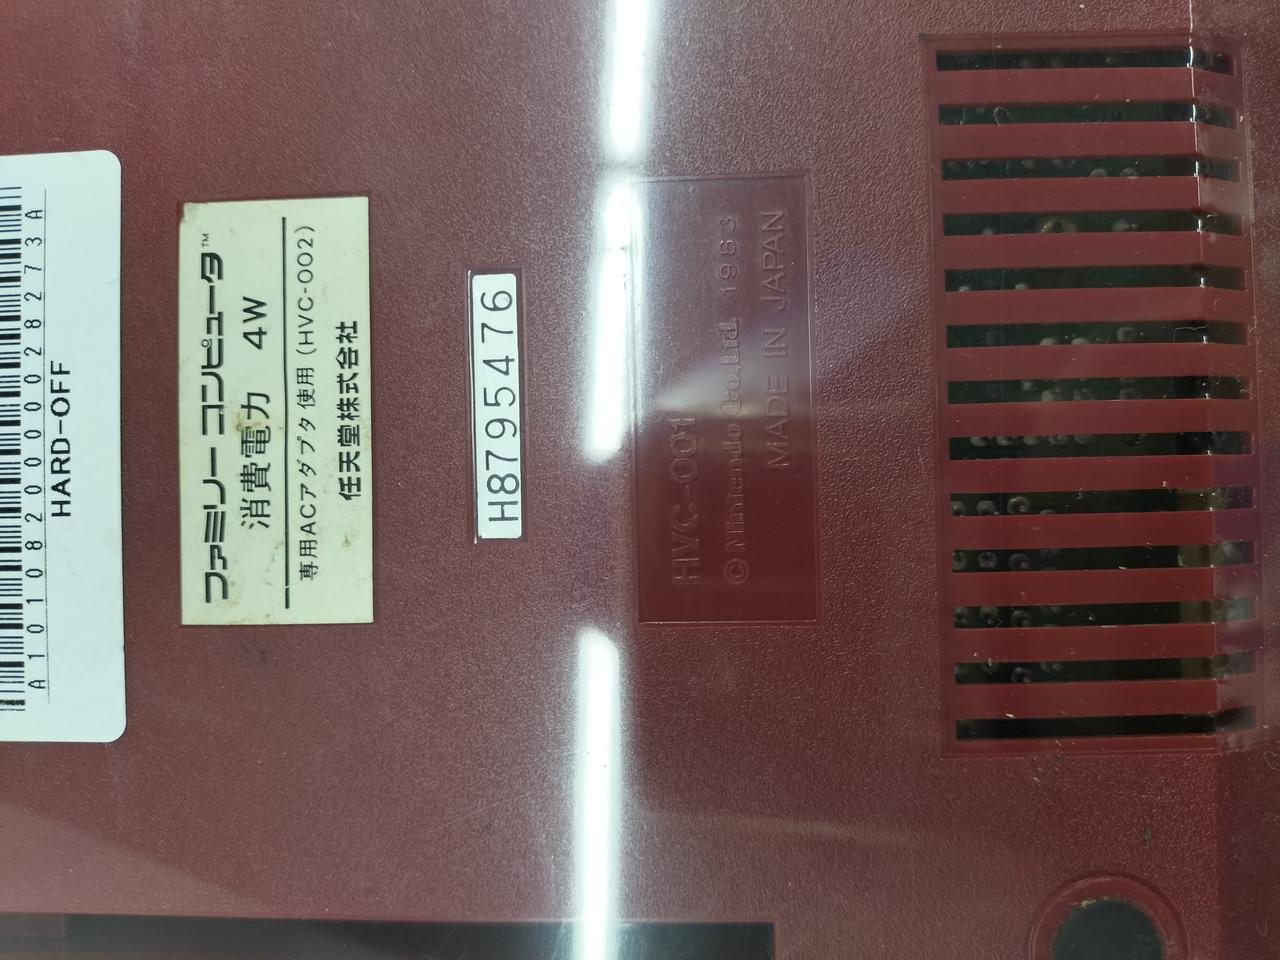 A101082000028273A
HARD-OFF
ファミリー コンピュータ™
消費電力 4W
専用ACアダプタ使用(HVC-002)
任天堂株式会社
H8795476
HVC-001
© Nintendo Co.,Ltd. 1983
MADE IN JAPAN